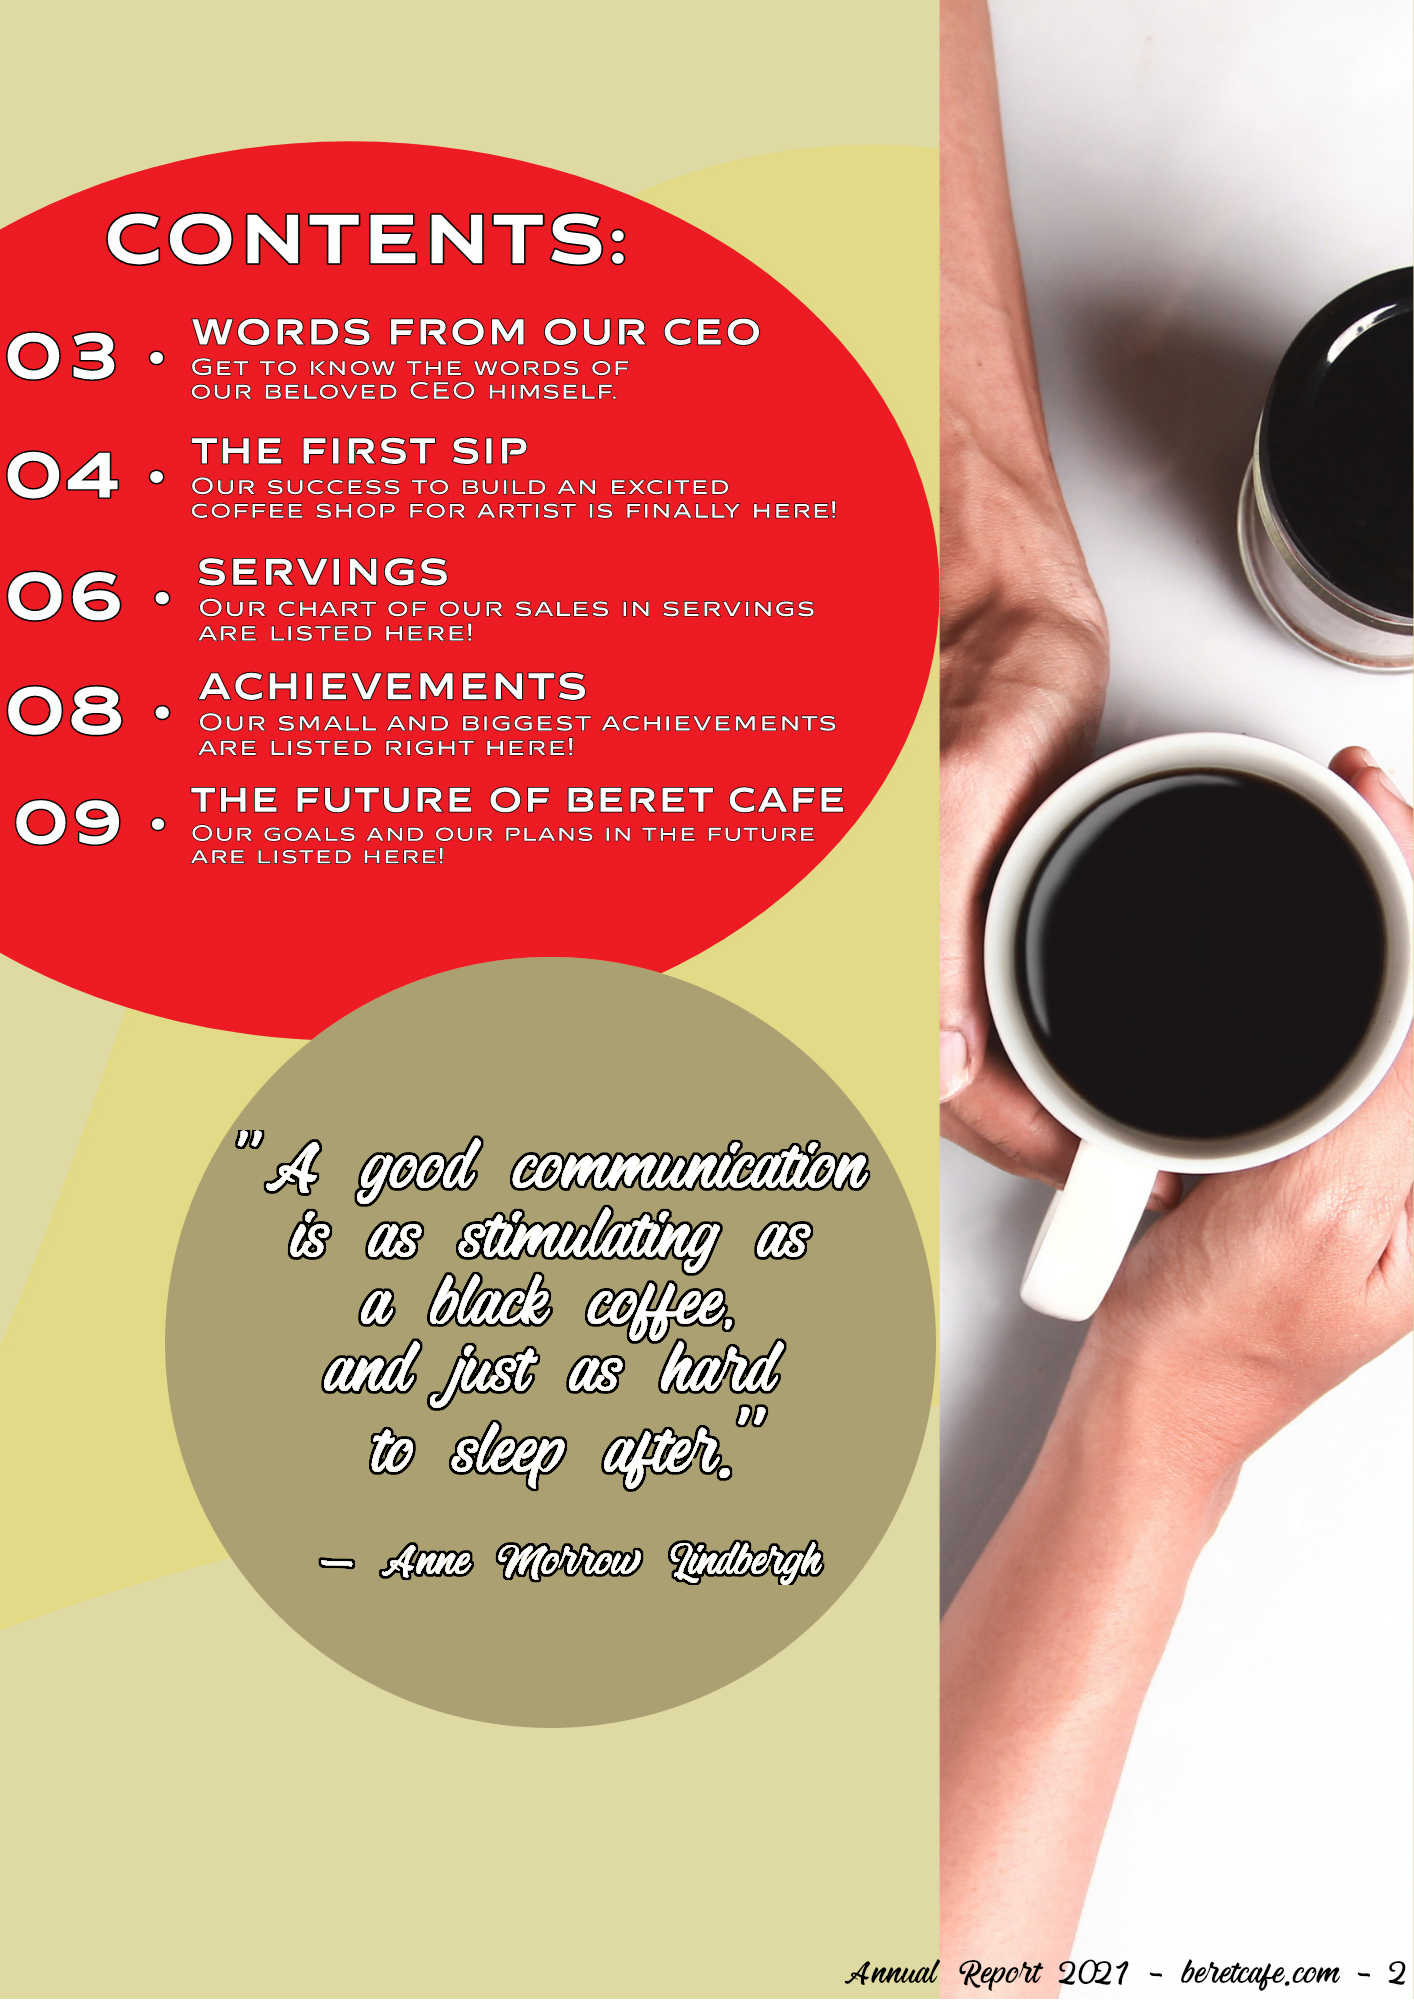 CONTENTS:
03 • WORDS FROM OUR CEO
GET TO KNOW THE WORDS OF
OUR BELOVED CEO HIMSELF.
04 • THE FIRST SIP
OUR SUCCESS TO BUILD AN EXCITED
COFFEE SHOP FOR ARTIST IS FINALLY HERE!
06 • SERVINGS
OUR CHART OF OUR SALES IN SERVINGS
ARE LISTED HERE!
08 • ACHIEVEMENTS
OUR SMALL AND BIGGEST ACHIEVEMENTS
ARE LISTED RIGHT HERE!
09 • THE FUTURE OF BERET CAFE
OUR GOALS AND OUR PLANS IN THE FUTURE
ARE LISTED HERE!
"A good communication
is as stimulating as
a black coffee,
and just as hard
to sleep after."
— Anne Morrow Lindbergh
Annual Report 2021 - beretcafe.com - 2